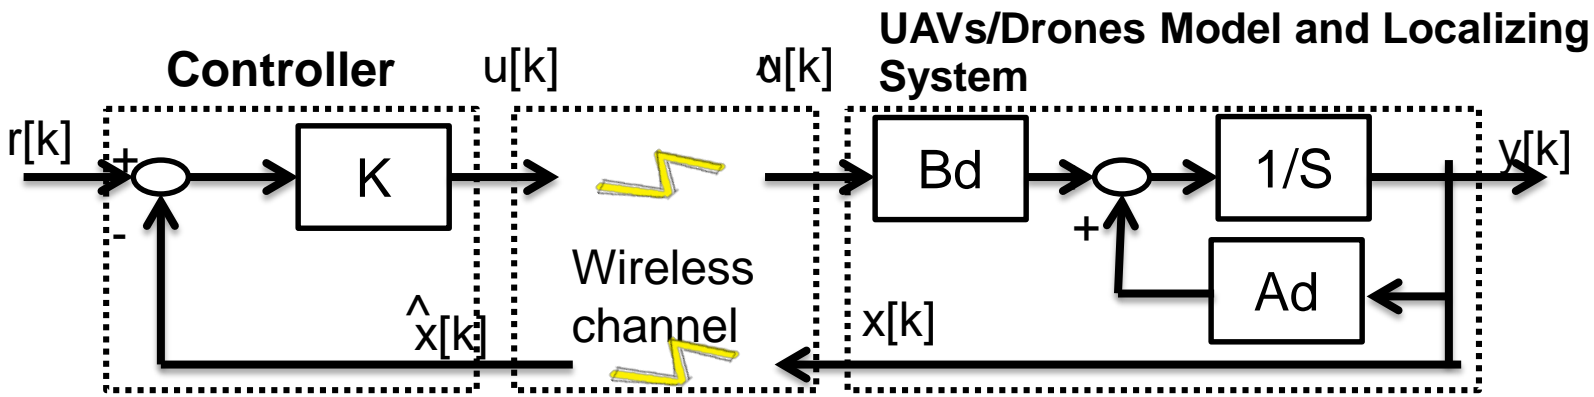 UAVs/Drones Model and Localizing
System
Controller
u[k]
^
u[k]
r[k]
+
K
Bd
1/S
y[k]
-
+
Ad
Wireless
channel
^
x[k]
x[k]